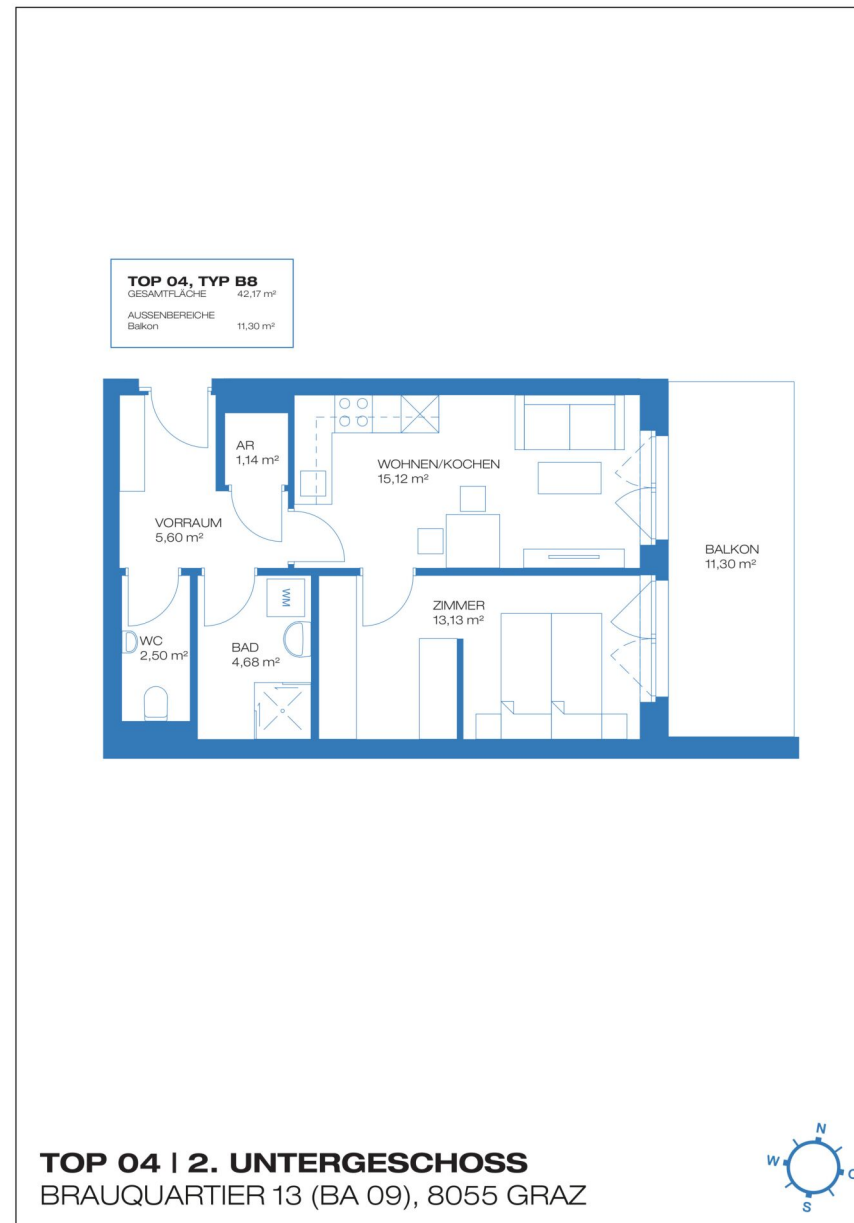 TOP 04, TYP B8
GESAMTFLÄCHE 42,17 m²
AUSSENBEREICHE
Balkon 11,30 m²
AR
1,14 m²
WOHNEN/KOCHEN
15,12 m²
VORRAUM
5,60 m²
BALKON
11,30 m²
ZIMMER
13,13 m²
WM
WC
2,50 m²
BAD
4,68 m²
TOP 04 | 2. UNTERGESCHOSS
BRAUQUARTIER 13 (BA 09), 8055 GRAZ
N
W
O
S